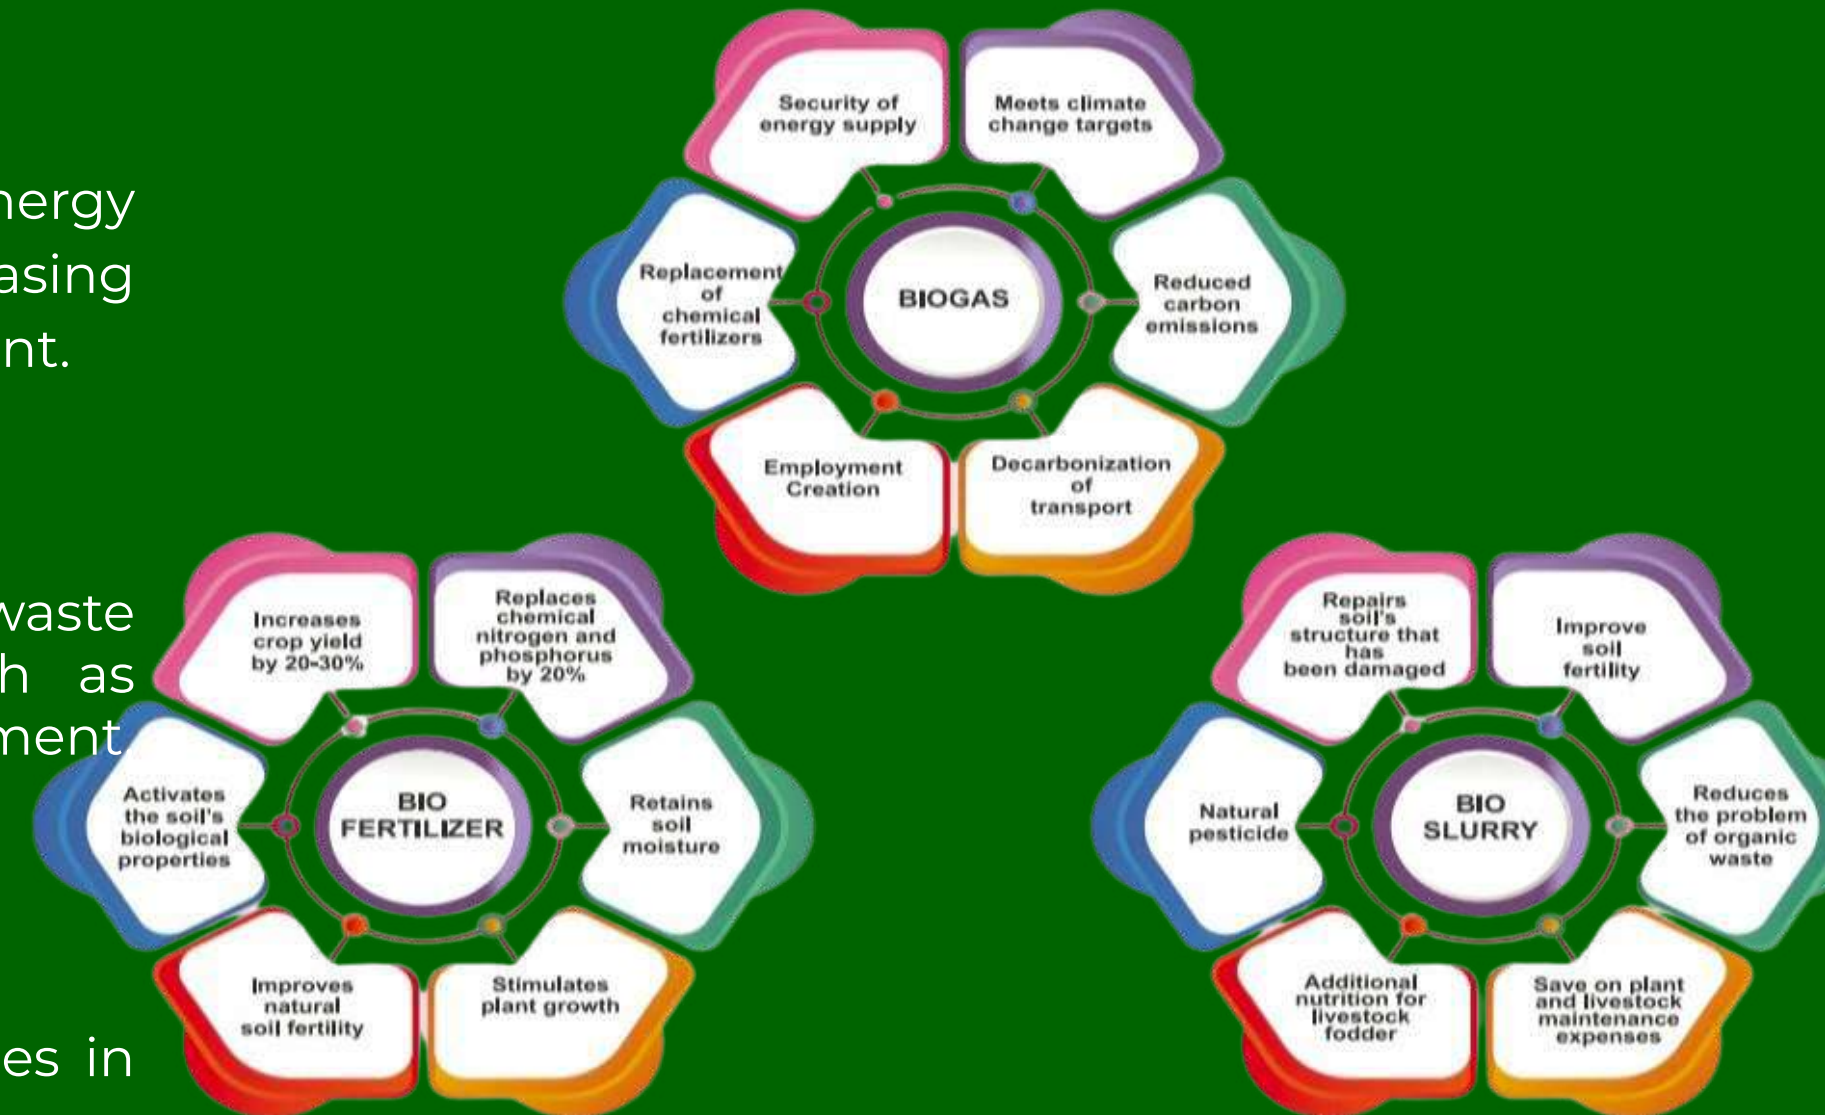 nergy
asing
nt.
waste
h as
ment.
es in
Security of
energy supply
Meets climate
change targets
Replacement
of
chemical
fertilizers
BIOGAS
Reduced
carbon
emissions
Employment
Creation
Decarbonization
of
transport
Increases
crop yield
by 20-30%
Replaces
chemical
nitrogen and
phosphorus
by 20%
Activates
the soil's
biological
properties
BIO
FERTILIZER
Retains
soil
moisture
Improves
natural
soil fertility
Stimulates
plant growth
Repairs
soil's
structure that
has
been damaged
Improve
soil
fertility
Natural
pesticide
BIO
SLURRY
Reduces
the problem
of organic
waste
Additional
nutrition for
livestock
fodder
Save on plant
and livestock
maintenance
expenses